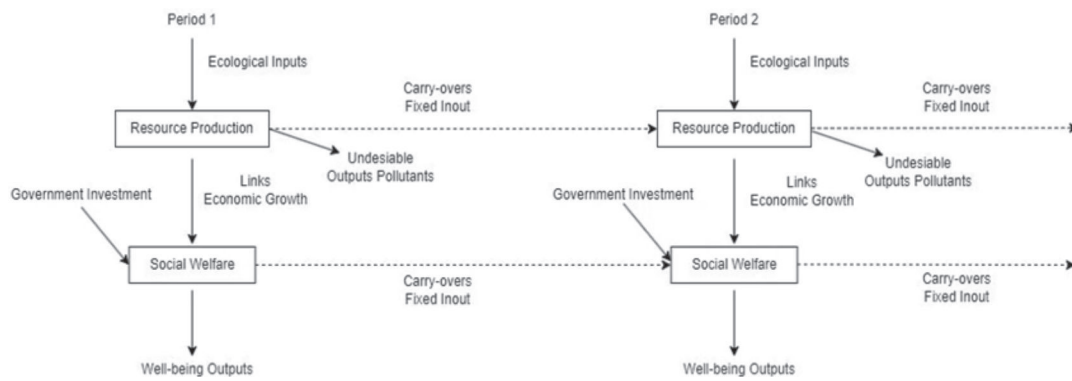 Period 1
Period 2
Ecological Inputs
Ecological Inputs
Carry-overs
Fixed Inout
Carry-overs
Fixed Inout
Resource Production
Resource Production
Undesiable
Outputs Pollutants
Undesiable
Outputs Pollutants
Links
Economic Growth
Links
Economic Growth
Government Investment
Government Investment
Social Welfare
Social Welfare
Carry-overs
Fixed Inout
Carry-overs
Fixed Inout
Well-being Outputs
Well-being Outputs